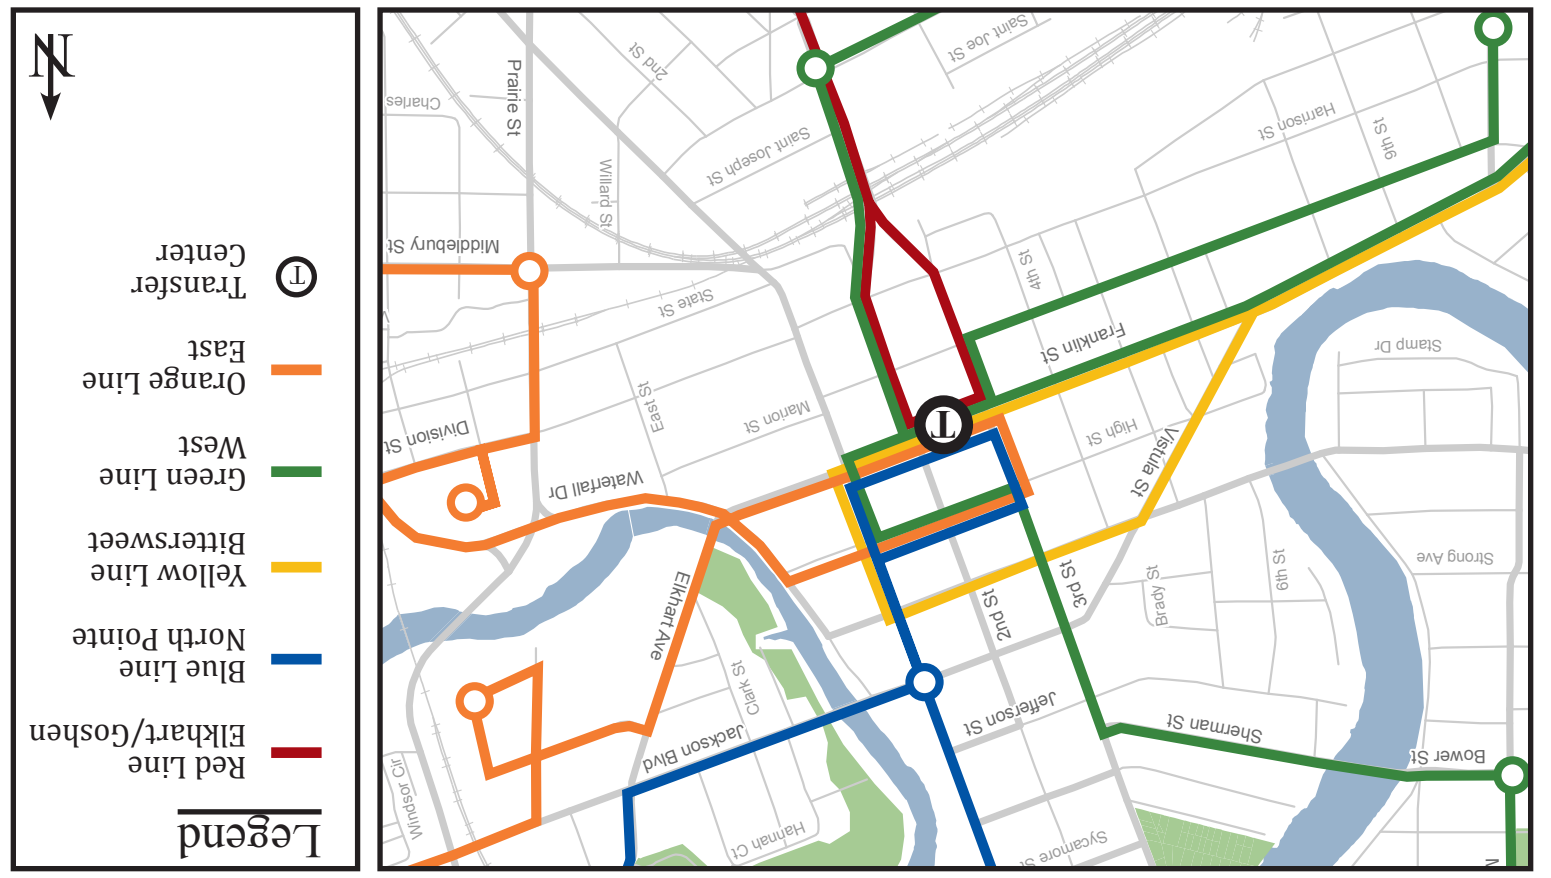 N
Sycamore St
Hannah Ct
Windsor Cir
Bower St
Sherman St
Jackson Blvd
Jefferson St
Clark St
Elkhart Ave
2nd St
3rd St
Brady St
6th St
Strong Ave
Waterfall Dr
Vistula St
High St
Division St
East St
Marion St
Stamp Dr
Franklin St
State St
4th St
Middlebury St
Willard St
Saint Joseph St
Harrison St
9th St
Charles
Prairie St
2nd St
Saint Joe St
T
Legend
Red Line
Elkhart/Goshen
Blue Line
North Pointe
Yellow Line
Bittersweet
Green Line
West
Orange Line
East
T
Transfer
Center
N